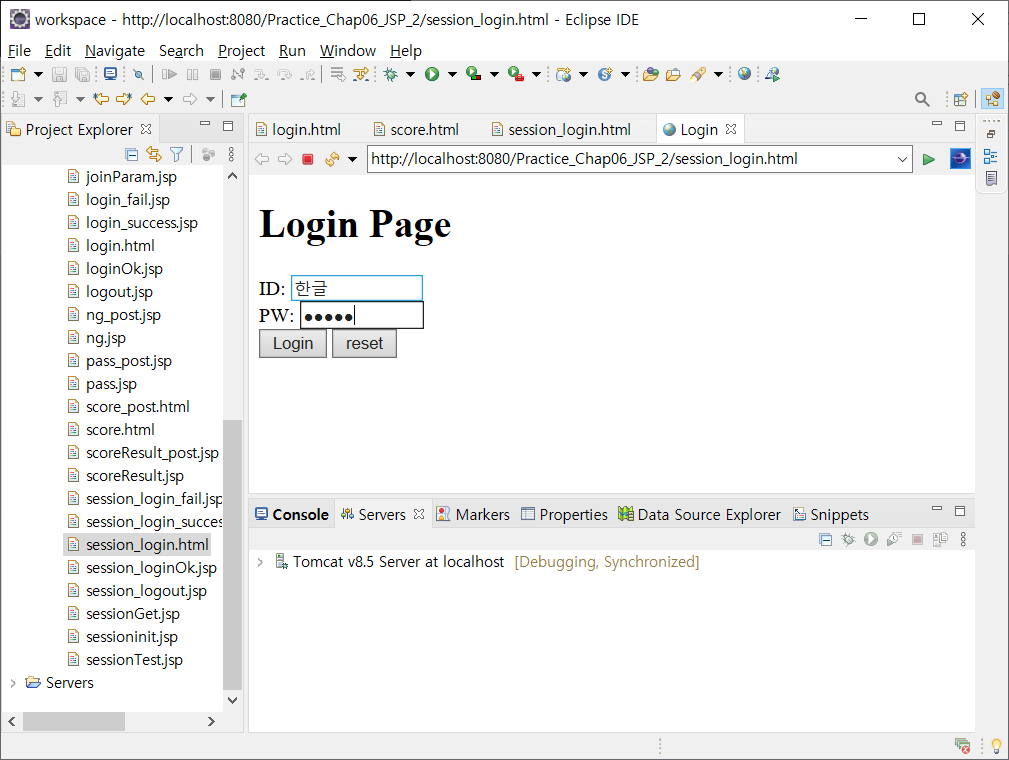 workspace - http://localhost:8080/Practice_Chap06_JSP_2/session_login.html - Eclipse IDE
File Edit Navigate Search Project Run Window Help
Project Explorer
joinParam.jsp
login_fail.jsp
login_success.jsp
login.html
loginOk.jsp
logout.jsp
ng_post.jsp
ng.jsp
pass_post.jsp
pass.jsp
score_post.html
score.html
scoreResult_post.jsp
scoreResult.jsp
session_login_fail.jsp
session_login_succes
session_login.html
session_loginOk.jsp
session_logout.jsp
sessionGet.jsp
sessioninit.jsp
sessionTest.jsp
Servers
login.html score.html session_login.html Login
http://localhost:8080/Practice_Chap06_JSP_2/session_login.html
Login Page
ID: 한글
PW: ●●●●●
Login reset
Console Servers Markers Properties Data Source Explorer Snippets
Tomcat v8.5 Server at localhost [Debugging, Synchronized]